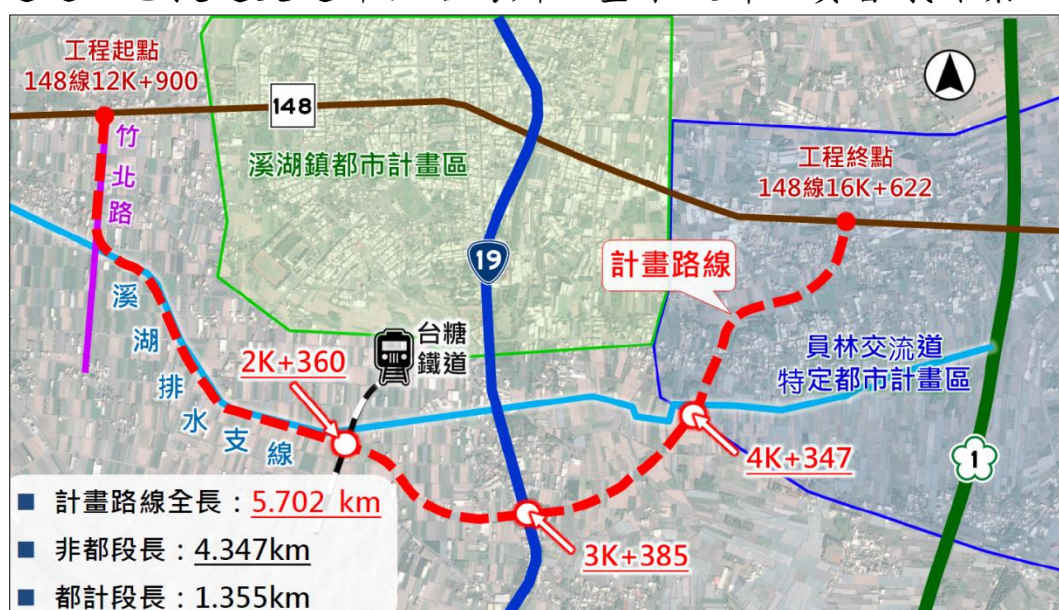 工程起點
148線12K+900
148
竹北路
溪湖鎮都市計畫區
工程終點
148線16K+622
19
計畫路線
溪湖排水支線
台糖
鐵道
2K+360
員林交流道
特定都市計畫區
4K+347
1
3K+385
■ 計畫路線全長：5.702 km
■ 非都段長：4.347km
■ 都計段長：1.355km